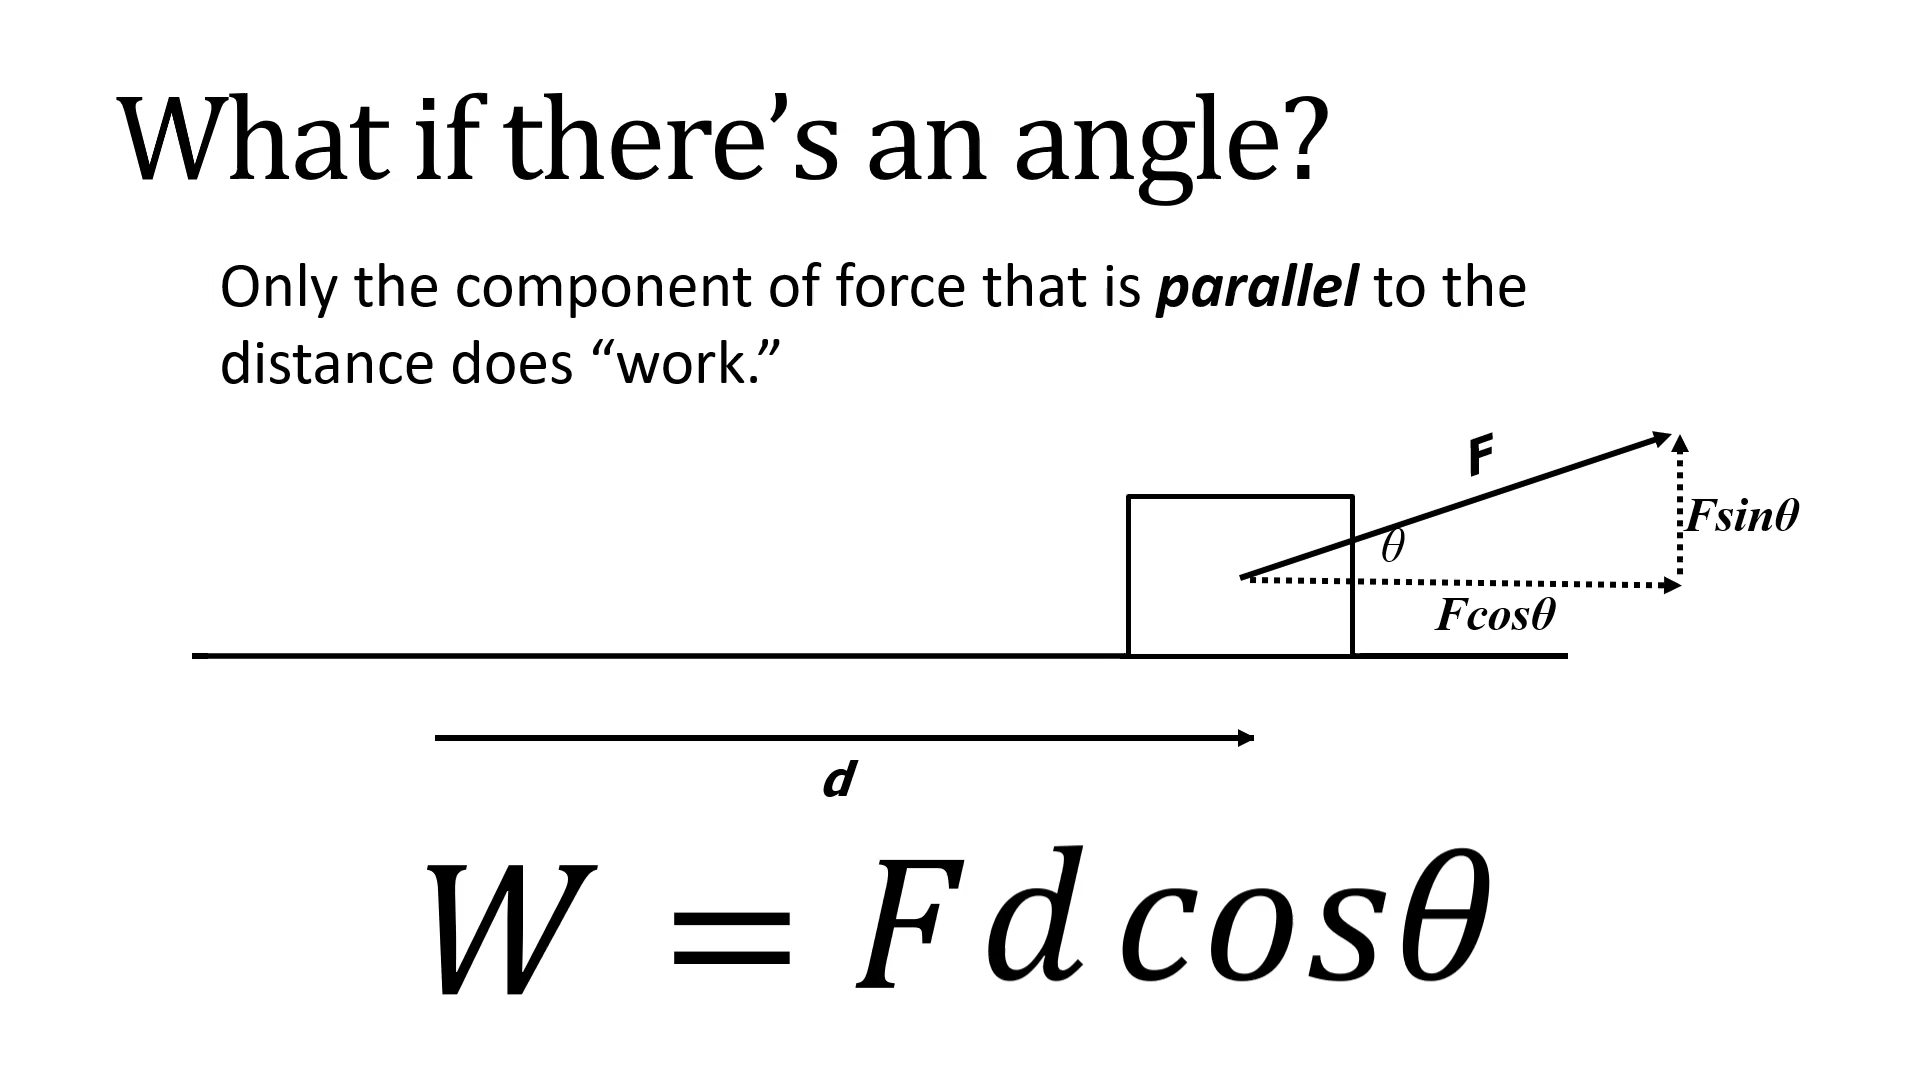 What if there’s an angle?
Only the component of force that is parallel to the
distance does “work.”
F
θ
Fsinθ
Fcosθ
d
W = F d cosθ